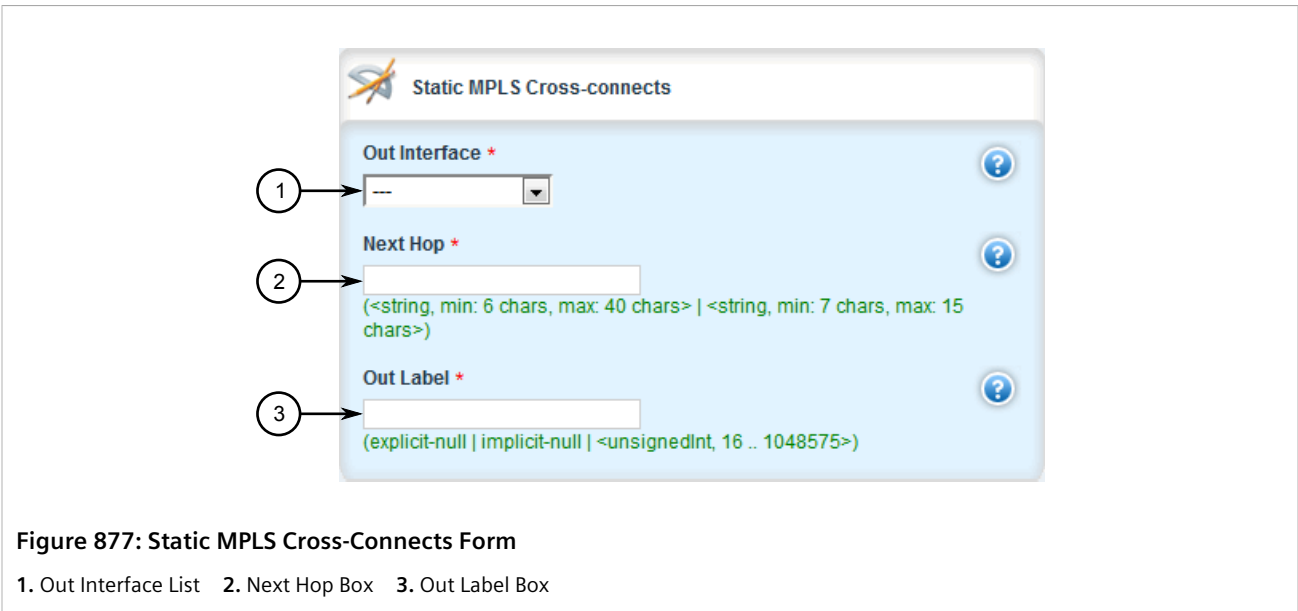 Static MPLS Cross-connects
Out Interface *
1
---
Next Hop *
2
(<string, min: 6 chars, max: 40 chars> | <string, min: 7 chars, max: 15
chars>)
Out Label *
3
(explicit-null | implicit-null | <unsignedInt, 16 .. 1048575>)
?
?
?
Figure 877: Static MPLS Cross-Connects Form
1. Out Interface List 2. Next Hop Box 3. Out Label Box